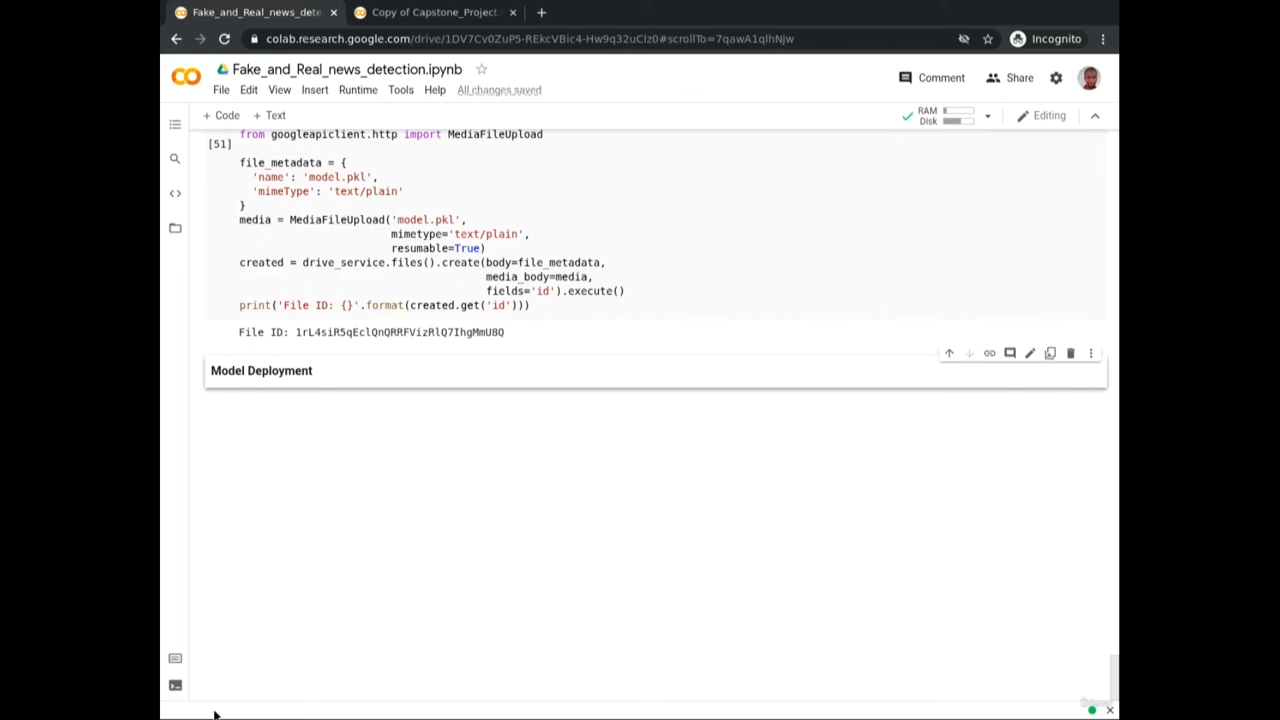 Fake_and_Real_news_dete
Copy of Capstone_Project.
colab.research.google.com/drive/1DV7Cv0ZuP5-REkcVBic4-Hw9q32uClz0#scrollTo=7qawA1qlhNjw
Incognito
Fake_and_Real_news_detection.ipynb
Comment
Share
File Edit View Insert Runtime Tools Help All changes saved
+ Code + Text
RAM
Disk
Editing
from googleapiclient.http import MediaFileUpload
[51]
file_metadata = {
'name': 'model.pkl',
'mimeType': 'text/plain'
}
media = MediaFileUpload('model.pkl',
mimetype='text/plain',
resumable=True)
created = drive_service.files().create(body=file_metadata,
media_body=media,
fields='id').execute()
print('File ID: {}'.format(created.get('id')))
File ID: 1rL4siR5qEclQnQRRFVizRlQ7IhgMmU8Q
Model Deployment